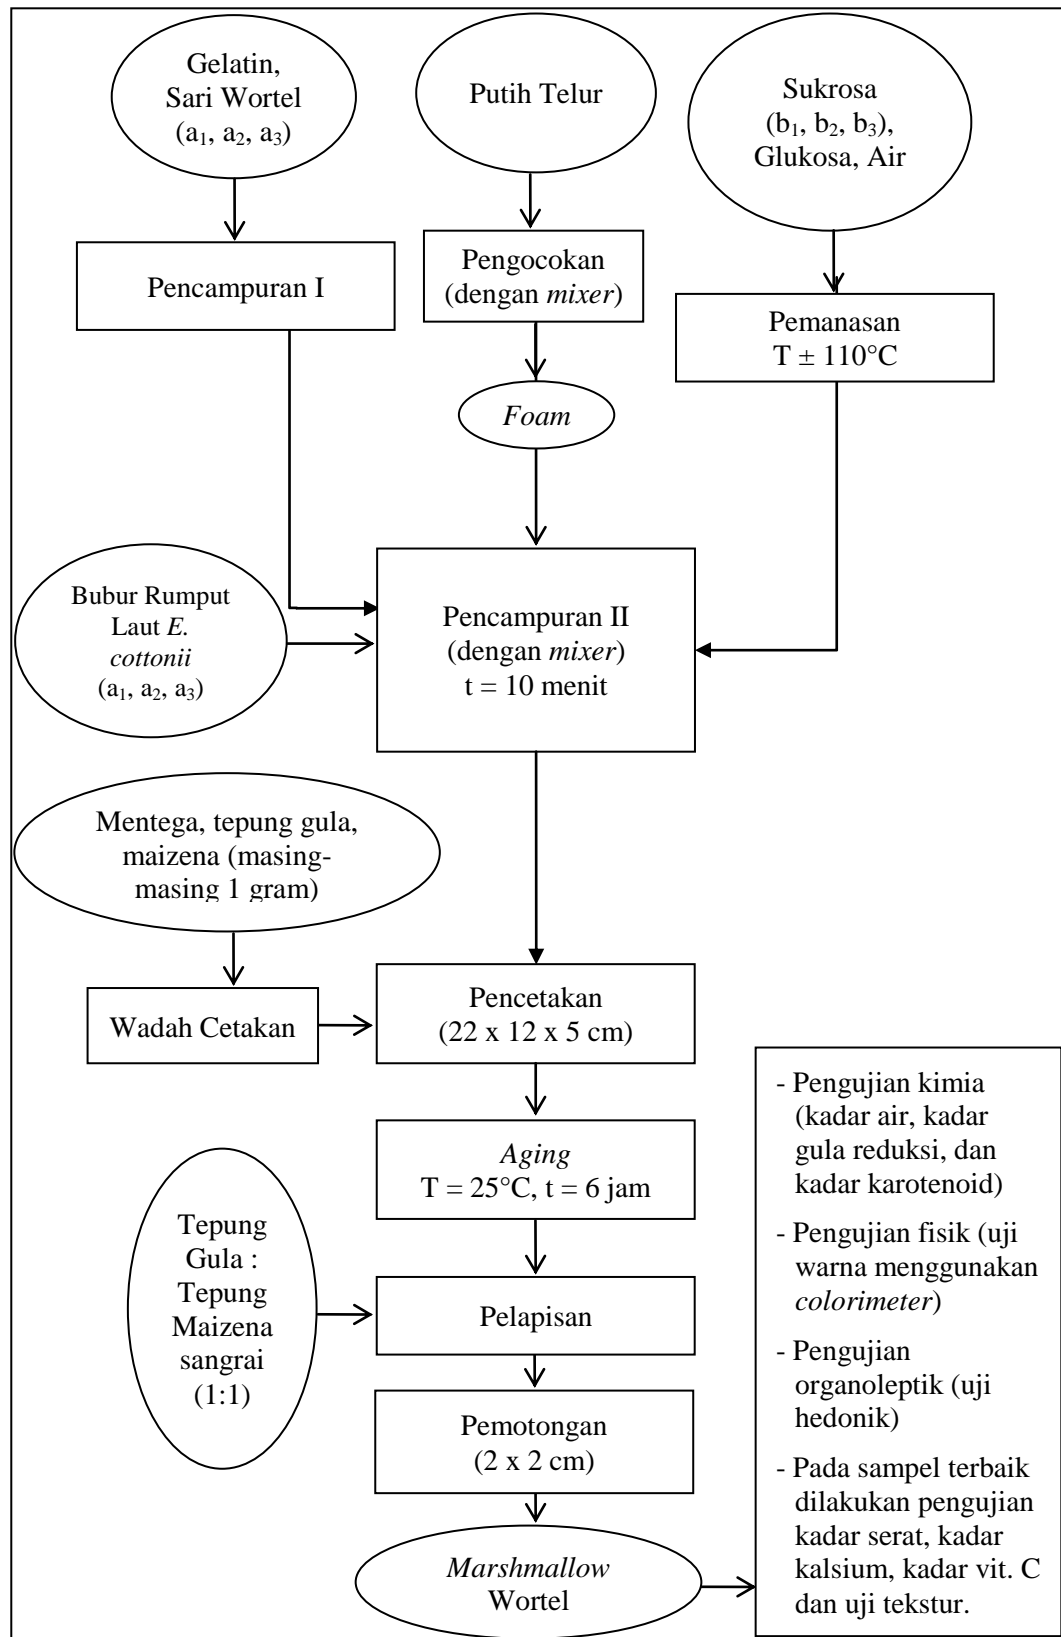 Gelatin,
Sari Wortel
(a₁, a₂, a₃)
Putih Telur
Sukrosa
(b₁, b₂, b₃),
Glukosa, Air
Pencampuran I
Pengocokan
(dengan mixer)
Pemanasan
T ± 110°C
Foam
Bubur Rumput
Laut E.
cottonii
(a₁, a₂, a₃)
Pencampuran II
(dengan mixer)
t = 10 menit
Mentega, tepung gula,
maizena (masing-
masing 1 gram)
Wadah Cetakan
Pencetakan
(22 x 12 x 5 cm)
Aging
T = 25°C, t = 6 jam
Tepung
Gula :
Tepung
Maizena
sangrai
(1:1)
Pelapisan
Pemotongan
(2 x 2 cm)
Marshmallow
Wortel
- Pengujian kimia
(kadar air, kadar
gula reduksi, dan
kadar karotenoid)
- Pengujian fisik (uji
warna menggunakan
colorimeter)
- Pengujian
organoleptik (uji
hedonik)
- Pada sampel terbaik
dilakukan pengujian
kadar serat, kadar
kalsium, kadar vit. C
dan uji tekstur.